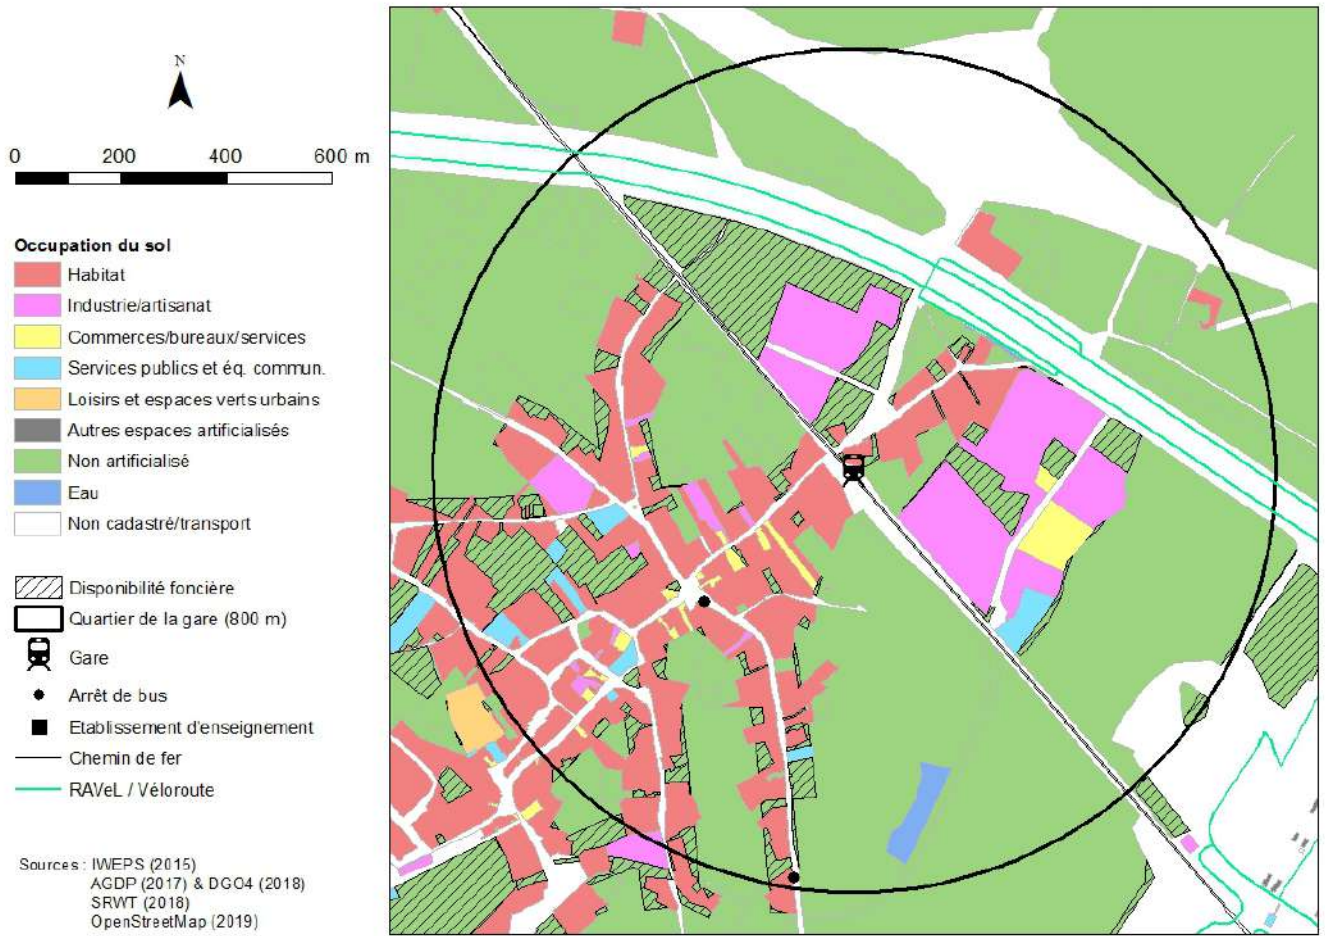 N
0 200 400 600 m
Occupation du sol
Habitat
Industrie/artisanat
Commerces/bureaux/services
Services publics et éq. commun.
Loisirs et espaces verts urbains
Autres espaces artificialisés
Non artificialisé
Eau
Non cadastré/transport
Disponibilité foncière
Quartier de la gare (800 m)
Gare
Arrêt de bus
Etablissement d'enseignement
Chemin de fer
RAVeL / Véloroute
Sources : IWEPS (2015)
AGDP (2017) & DGO4 (2018)
SRWT (2018)
OpenStreetMap (2019)